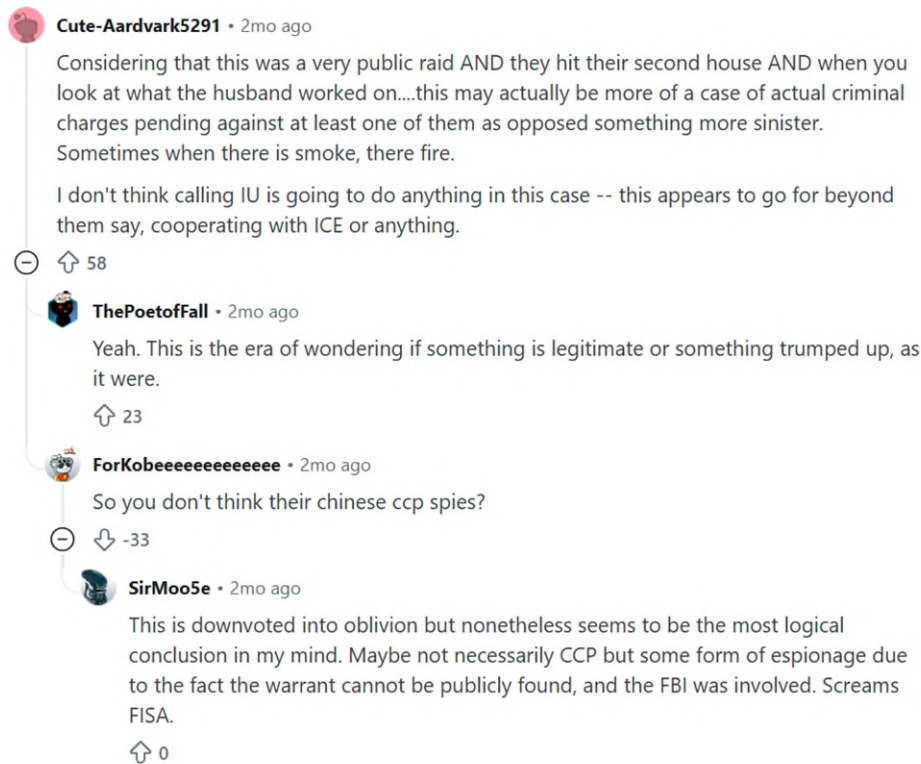 Cute-Aardvark5291 • 2mo ago
Considering that this was a very public raid AND they hit their second house AND when you
look at what the husband worked on....this may actually be more of a case of actual criminal
charges pending against at least one of them as opposed something more sinister.
Sometimes when there is smoke, there fire.
I don't think calling IU is going to do anything in this case -- this appears to go for beyond
them say, cooperating with ICE or anything.
58
ThePoetofFall • 2mo ago
Yeah. This is the era of wondering if something is legitimate or something trumped up, as
it were.
23
ForKobeeeeeeeeeeeee • 2mo ago
So you don't think their chinese ccp spies?
-33
SirMoo5e • 2mo ago
This is downvoted into oblivion but nonetheless seems to be the most logical
conclusion in my mind. Maybe not necessarily CCP but some form of espionage due
to the fact the warrant cannot be publicly found, and the FBI was involved. Screams
FISA.
0